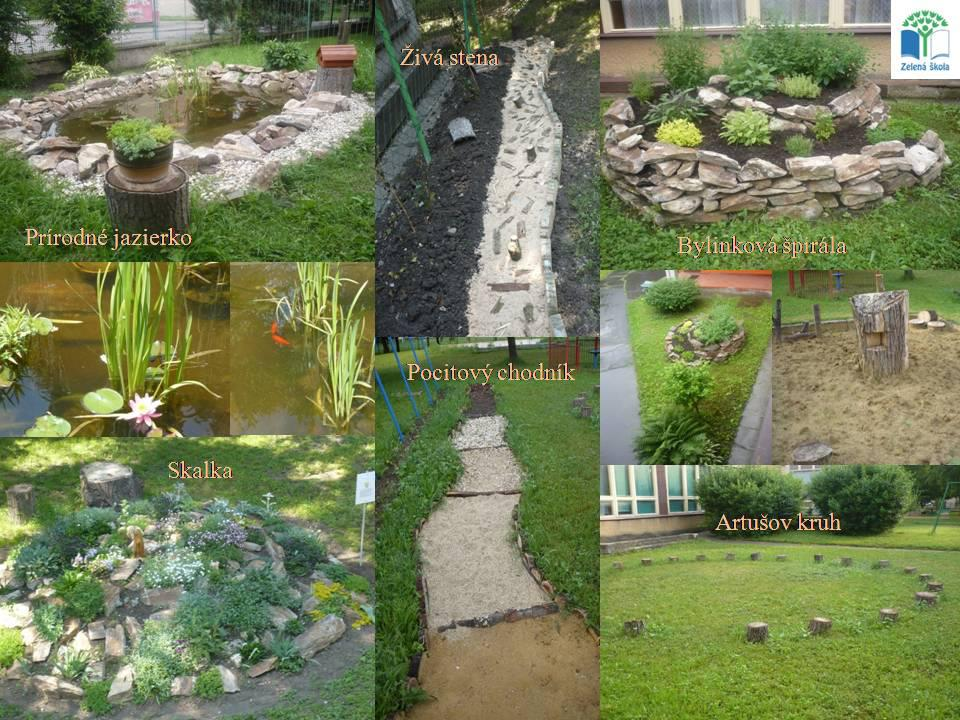 Živá stena
Zelená škola
Prírodné jazierko
Bylinková špirála
Pocitový chodník
Skalka
Artušov kruh